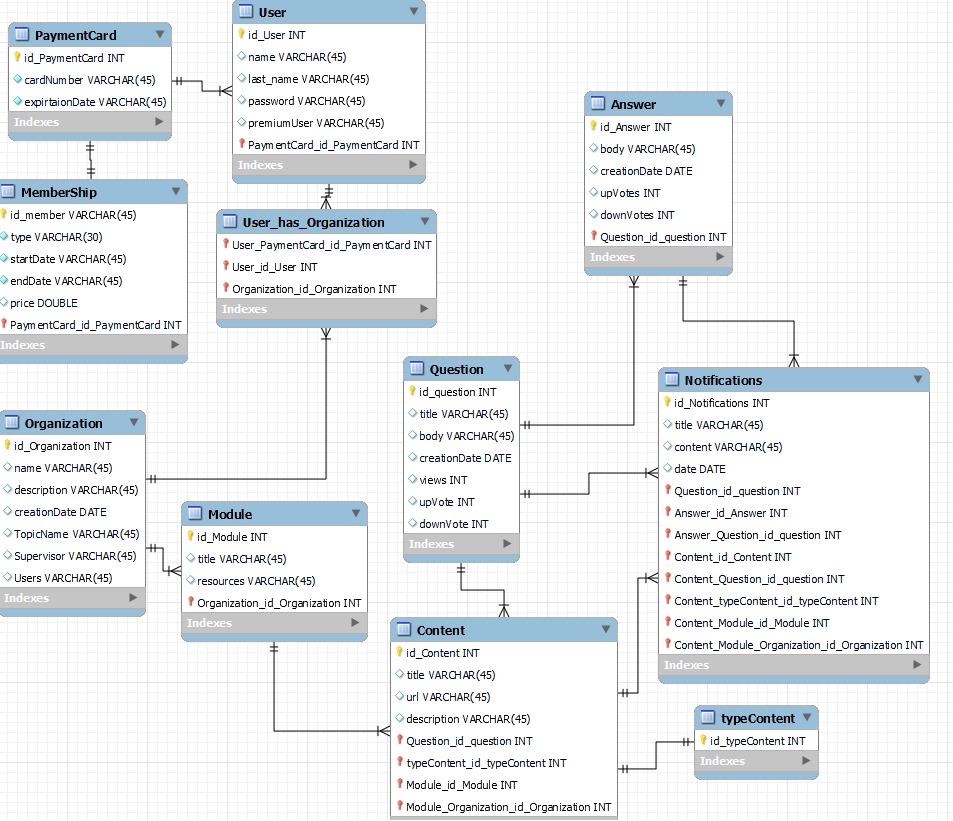 PaymentCard
id_PaymentCard INT
cardNumber VARCHAR(45)
expirtaionDate VARCHAR(45)
Indexes
User
id_User INT
name VARCHAR(45)
last_name VARCHAR(45)
password VARCHAR(45)
premiumUser VARCHAR(45)
PaymentCard_id_PaymentCard INT
Indexes
MemberShip
id_member VARCHAR(45)
type VARCHAR(30)
startDate VARCHAR(45)
endDate VARCHAR(45)
price DOUBLE
PaymentCard_id_PaymentCard INT
Indexes
User_has_Organization
User_PaymentCard_id_PaymentCard INT
User_id_User INT
Organization_id_Organization INT
Indexes
Answer
id_Answer INT
body VARCHAR(45)
creationDate DATE
upVotes INT
downVotes INT
Question_id_question INT
Indexes
Organization
id_Organization INT
name VARCHAR(45)
description VARCHAR(45)
creationDate DATE
TopicName VARCHAR(45)
Supervisor VARCHAR(45)
Users VARCHAR(45)
Indexes
Module
id_Module INT
title VARCHAR(45)
resources VARCHAR(45)
Organization_id_Organization INT
Indexes
Question
id_question INT
title VARCHAR(45)
body VARCHAR(45)
creationDate DATE
views INT
upVote INT
downVote INT
Indexes
Notifications
id_Notifications INT
title VARCHAR(45)
content VARCHAR(45)
date DATE
Question_id_question INT
Answer_id_Answer INT
Answer_Question_id_question INT
Content_id_Content INT
Content_Question_id_question INT
Content_typeContent_id_typeContent INT
Content_Module_id_Module INT
Content_Module_Organization_id_Organization INT
Indexes
Content
id_Content INT
title VARCHAR(45)
url VARCHAR(45)
description VARCHAR(45)
Question_id_question INT
typeContent_id_typeContent INT
Module_id_Module INT
Module_Organization_id_Organization INT
typeContent
id_typeContent INT
Indexes